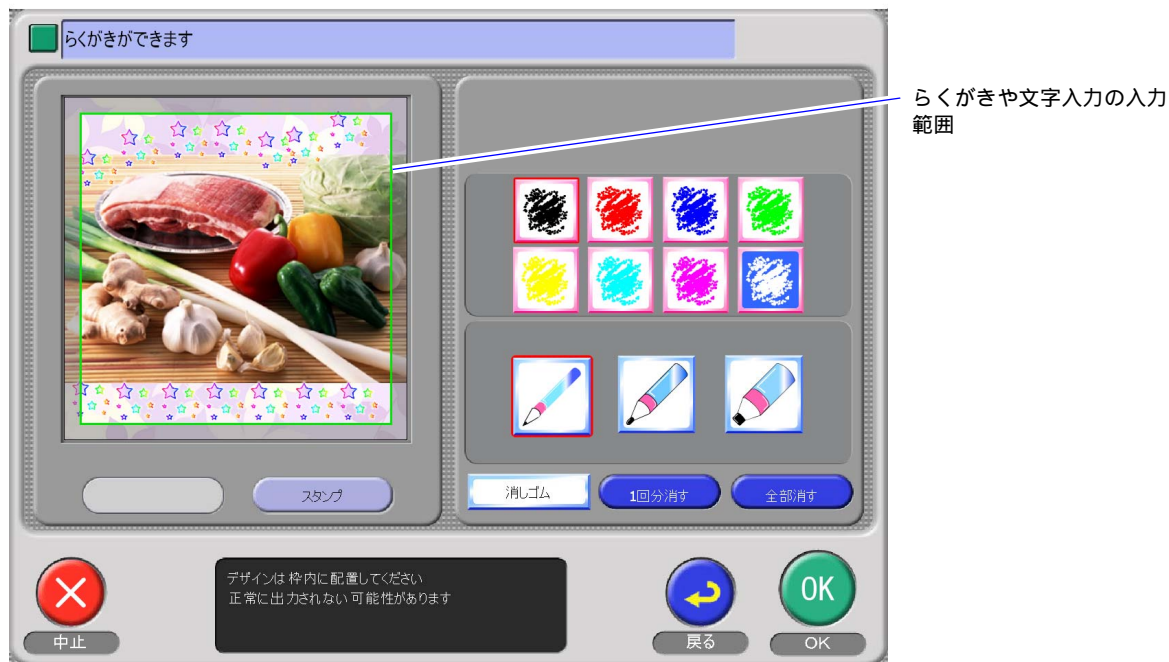 らくがきができます
らくがきや文字入力の入力
範囲
スタンプ
消しゴム
1回分消す
全部消す
デザインは枠内に配置してください
正常に出力されない可能性があります
OK
中止
戻る
OK